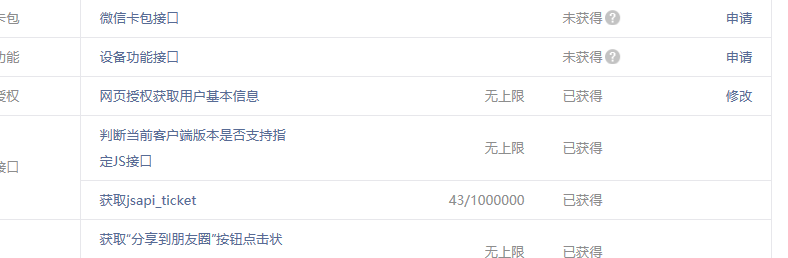 卡包 微信卡包接口 未获得 ? 申请
功能 设备功能接口 未获得 ? 申请
授权 网页授权获取用户基本信息 无上限 已获得 修改
判断当前客户端版本是否支持指
定JS接口 无上限 已获得
接口
获取jsapi_ticket 43/1000000 已获得
获取“分享到朋友圈”按钮点击状
无上限 已获得